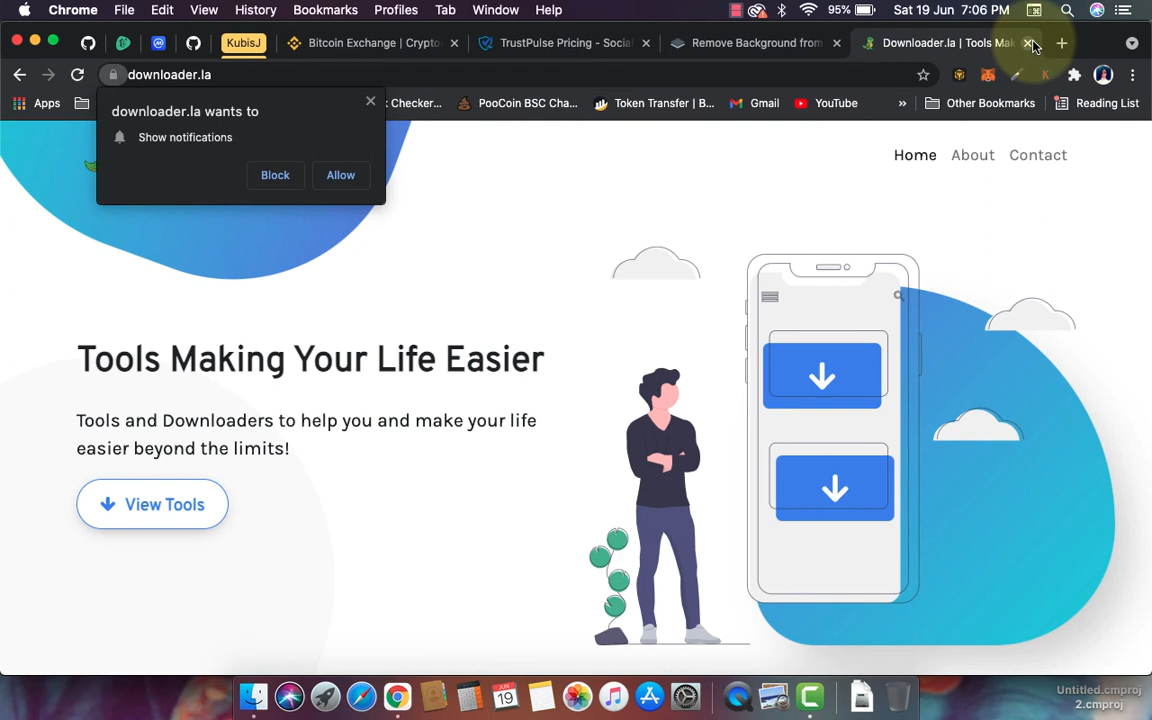 Chrome File Edit View History Bookmarks Profiles Tab Window Help 95% Sat 19 Jun 7:06 PM
KubisJ Bitcoin Exchange | Crypto TrustPulse Pricing - Social Remove Background from Downloader.la | Tools Mak
downloader.la
Apps Checker... PooCoin BSC Cha... Token Transfer | B... Gmail YouTube » Other Bookmarks Reading List
downloader.la wants to
Show notifications
Block Allow
Home About Contact
Tools Making Your Life Easier
Tools and Downloaders to help you and make your life
easier beyond the limits!
View Tools
19
Untitled.cmproj
2.cmproj